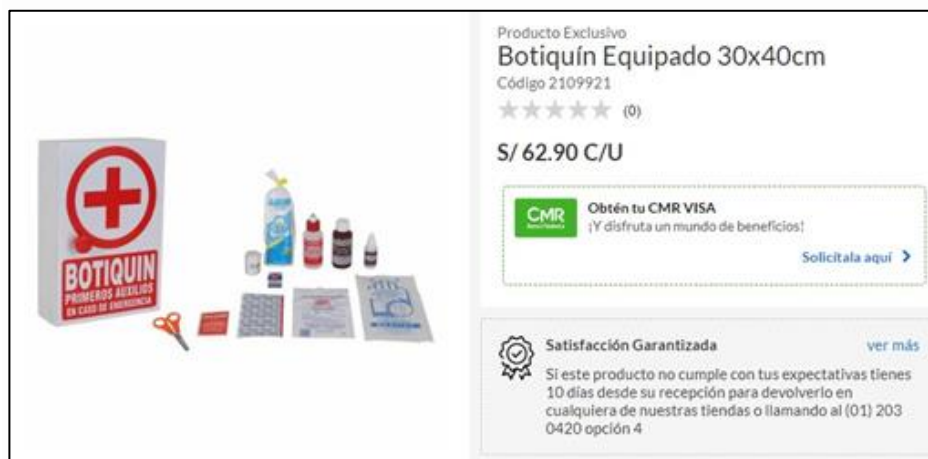 Producto Exclusivo
Botiquín Equipado 30x40cm
Código 2109921
(0)
S/ 62.90 C/U
CMR
Obtén tu CMR VISA
¡Y disfruta un mundo de beneficios!
Solicítala aquí
Satisfacción Garantizada
ver más
Si este producto no cumple con tus expectativas tienes
10 días desde su recepción para devolverlo en
cualquiera de nuestras tiendas o llamando al (01) 203
0420 opción 4
BOTIQUIN
PRIMEROS AUXILIOS
EN CASO DE EMERGENCIA